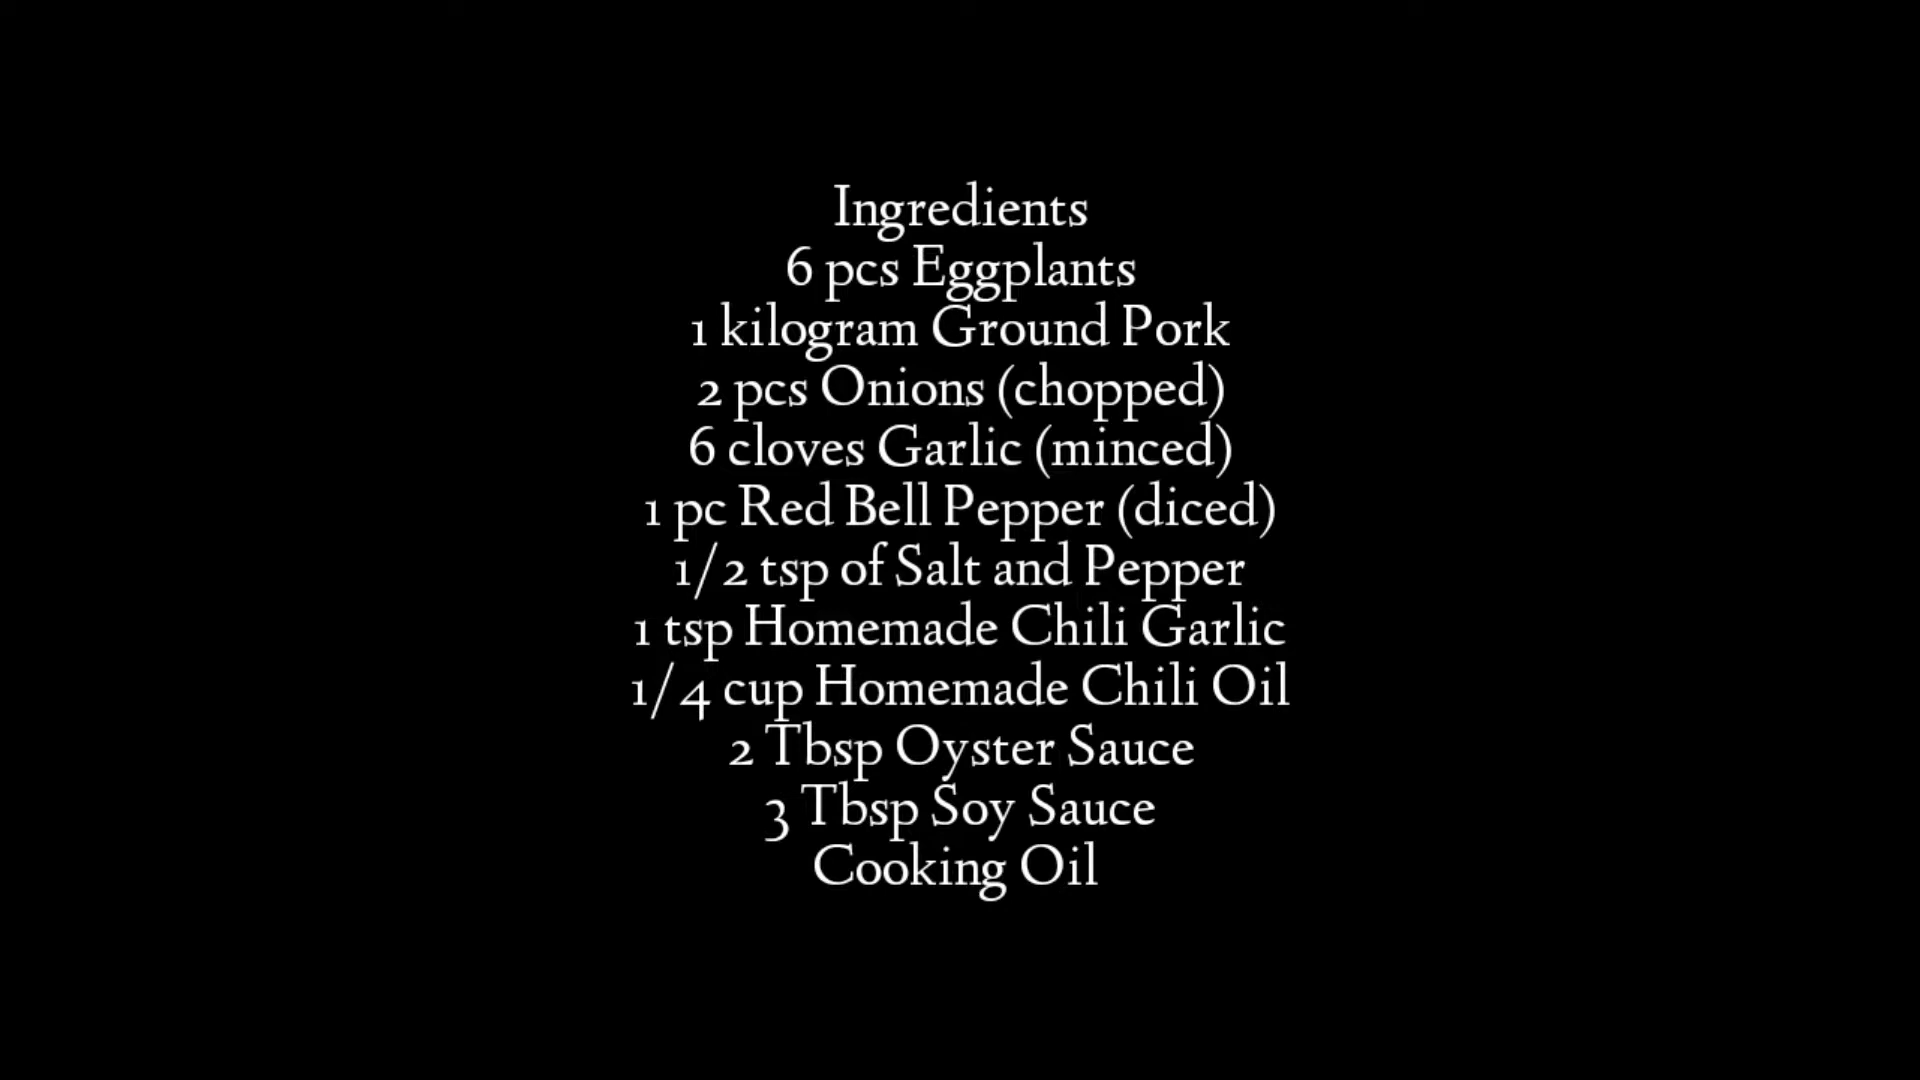 Ingredients
6 pcs Eggplants
1 kilogram Ground Pork
2 pcs Onions (chopped)
6 cloves Garlic (minced)
1 pc Red Bell Pepper (diced)
1/2 tsp of Salt and Pepper
1 tsp Homemade Chili Garlic
1/4 cup Homemade Chili Oil
2 Tbsp Oyster Sauce
3 Tbsp Soy Sauce
Cooking Oil